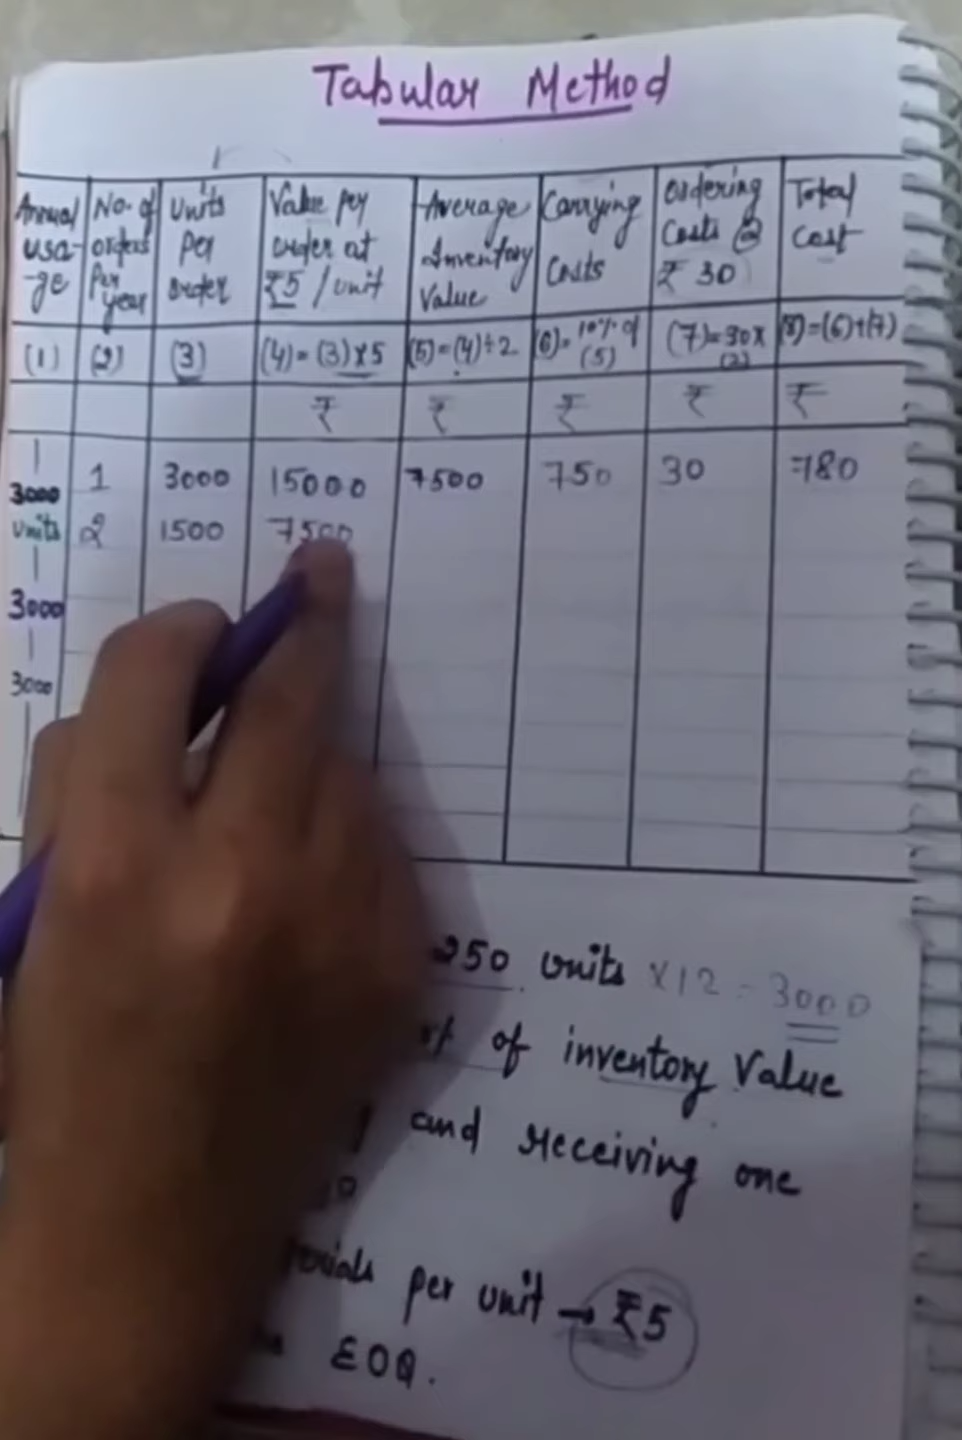 Tabular Method
Annual usa-ge | No. of orders Per year | Units Per order | Value per order at ₹5 / unit | Average Inventory Value | Carrying Costs | Ordering Costs @ ₹ 30 | Total Cost
(1) | (2) | (3) | (4) = (3) × 5 | (5) = (4) ÷ 2 | (6) = 10% of (5) | (7) = 30 × (2) | (8) = (6) + (7)
₹ | ₹ | ₹ | ₹ | ₹
3000 | 1 | 3000 | 15000 | 7500 | 750 | 30 | 780
units | 2 | 1500 | 7500
3000
3000
250 units × 12 = 3000
of inventory Value
and receiving one
per unit → ₹5
EOQ.